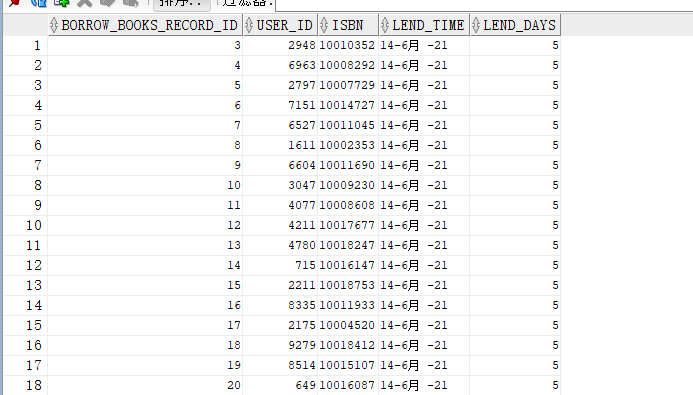 排序.. 过滤器:
BORROW_BOOKS_RECORD_ID USER_ID ISBN LEND_TIME LEND_DAYS
1 3 2948 10010352 14-6月 -21 5
2 4 6963 10008292 14-6月 -21 5
3 5 2797 10007729 14-6月 -21 5
4 6 7151 10014727 14-6月 -21 5
5 7 6527 10011045 14-6月 -21 5
6 8 1611 10002353 14-6月 -21 5
7 9 6604 10011690 14-6月 -21 5
8 10 3047 10009230 14-6月 -21 5
9 11 4077 10008608 14-6月 -21 5
10 12 4211 10017677 14-6月 -21 5
11 13 4780 10018247 14-6月 -21 5
12 14 715 10016147 14-6月 -21 5
13 15 2211 10018753 14-6月 -21 5
14 16 8335 10011933 14-6月 -21 5
15 17 2175 10004520 14-6月 -21 5
16 18 9279 10018412 14-6月 -21 5
17 19 8514 10015107 14-6月 -21 5
18 20 649 10016087 14-6月 -21 5